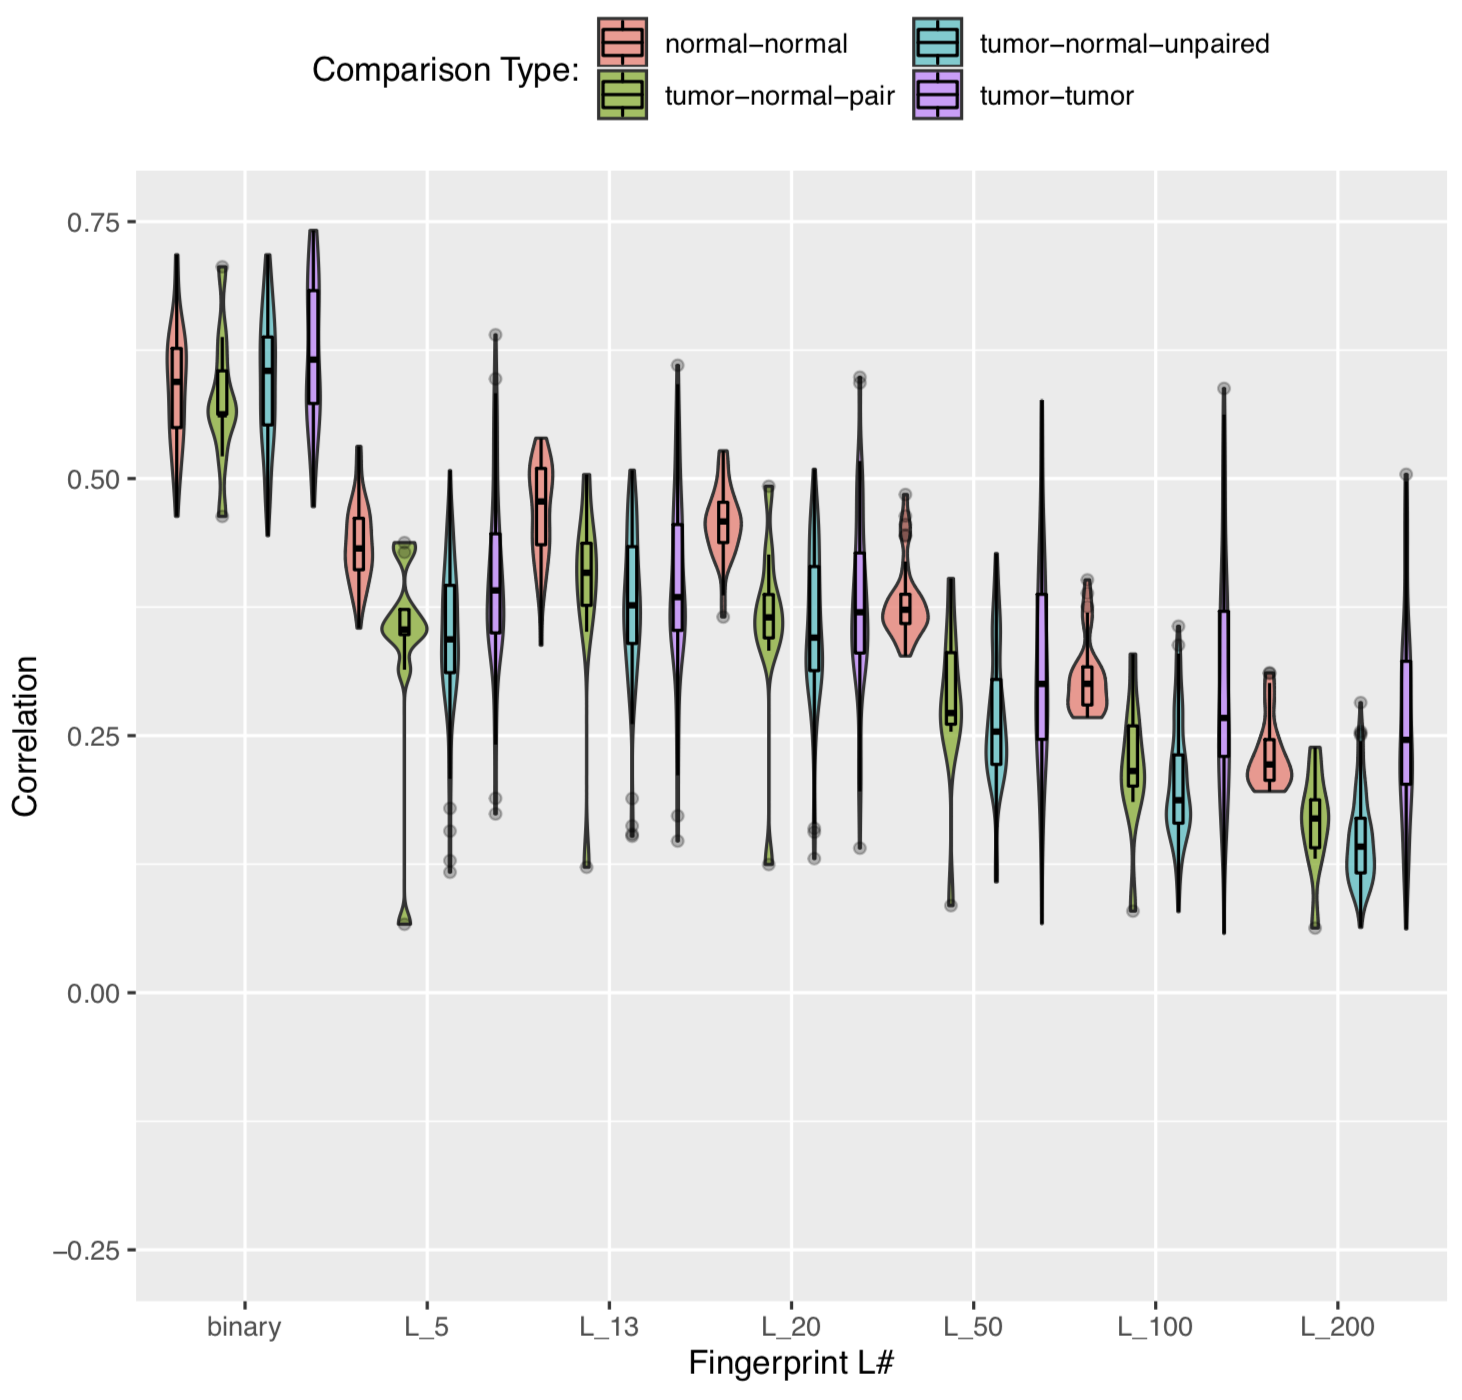 Comparison Type:
normal−normal
tumor−normal−pair
tumor−normal−unpaired
tumor−tumor
0.75
0.50
0.25
0.00
−0.25
Correlation
binary
L_5
L_13
L_20
L_50
L_100
L_200
Fingerprint L#